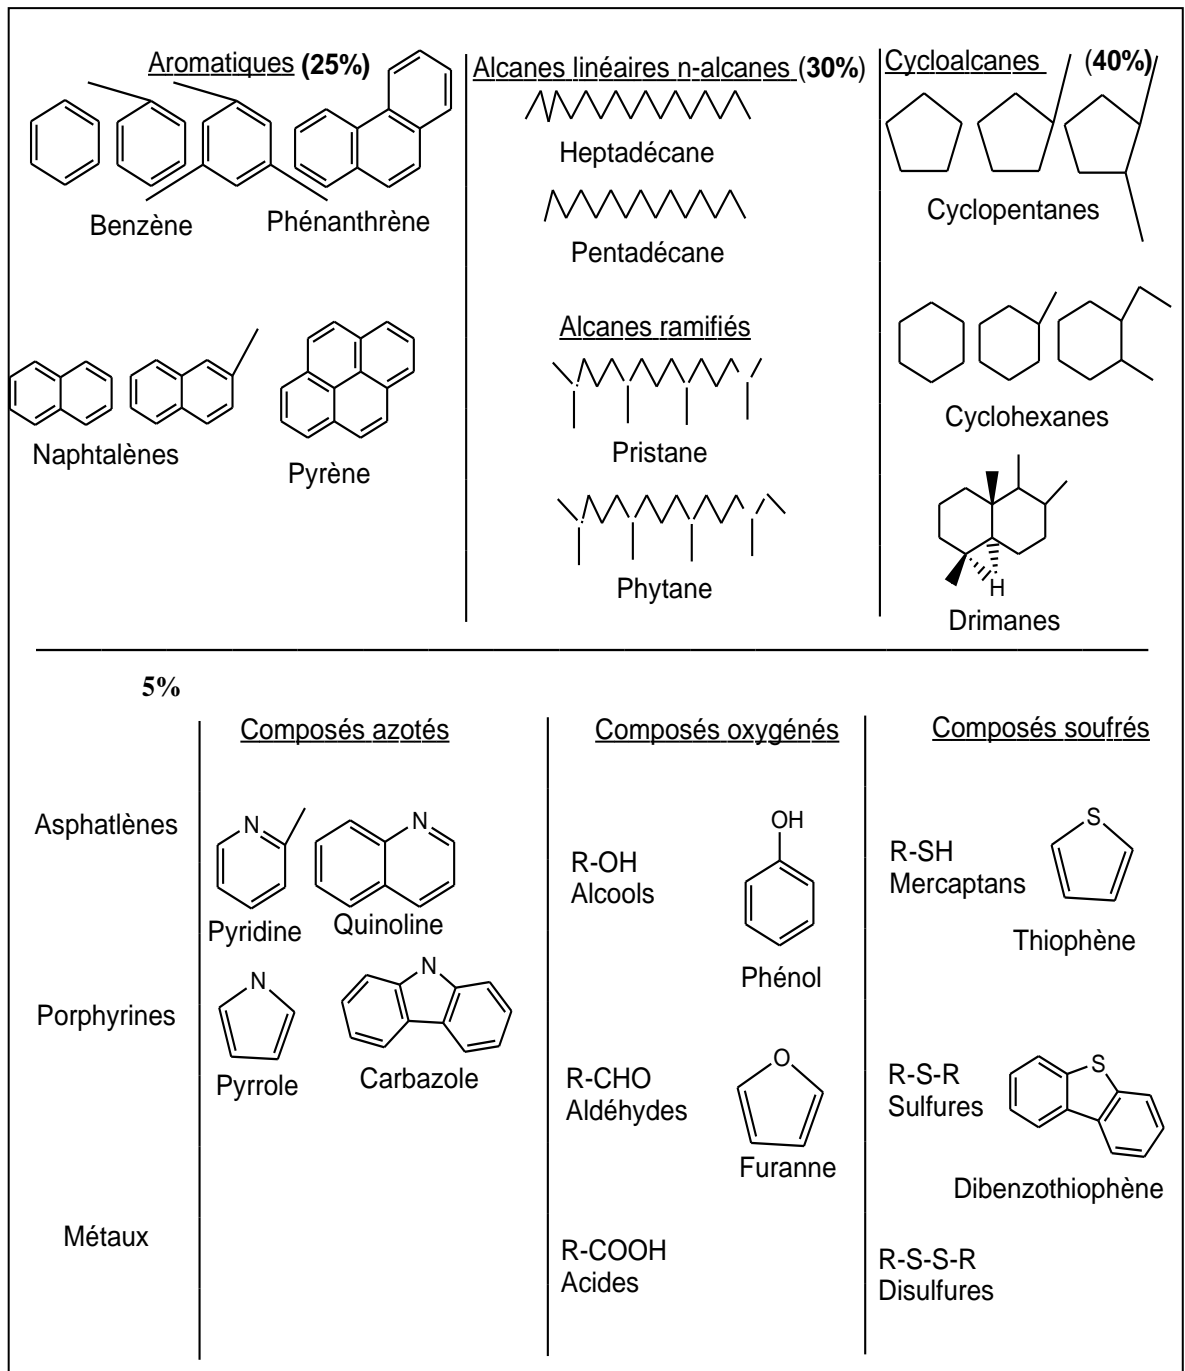 Aromatiques (25%)
Benzène
Phénanthrène
Naphtalènes
Pyrène
Alcanes linéaires n-alcanes (30%)
Heptadécane
Pentadécane
Alcanes ramifiés
Pristane
Phytane
Cycloalcanes (40%)
Cyclopentanes
Cyclohexanes
H
Drimanes
5%
Asphatlènes
Porphyrines
Métaux
Composés azotés
N
Pyridine
N
Quinoline
N
Pyrrole
N
Carbazole
Composés oxygénés
R-OH
Alcools
OH
Phénol
R-CHO
Aldéhydes
O
Furanne
R-COOH
Acides
Composés soufrés
R-SH
Mercaptans
S
Thiophène
R-S-R
Sulfures
S
Dibenzothiophène
R-S-S-R
Disulfures